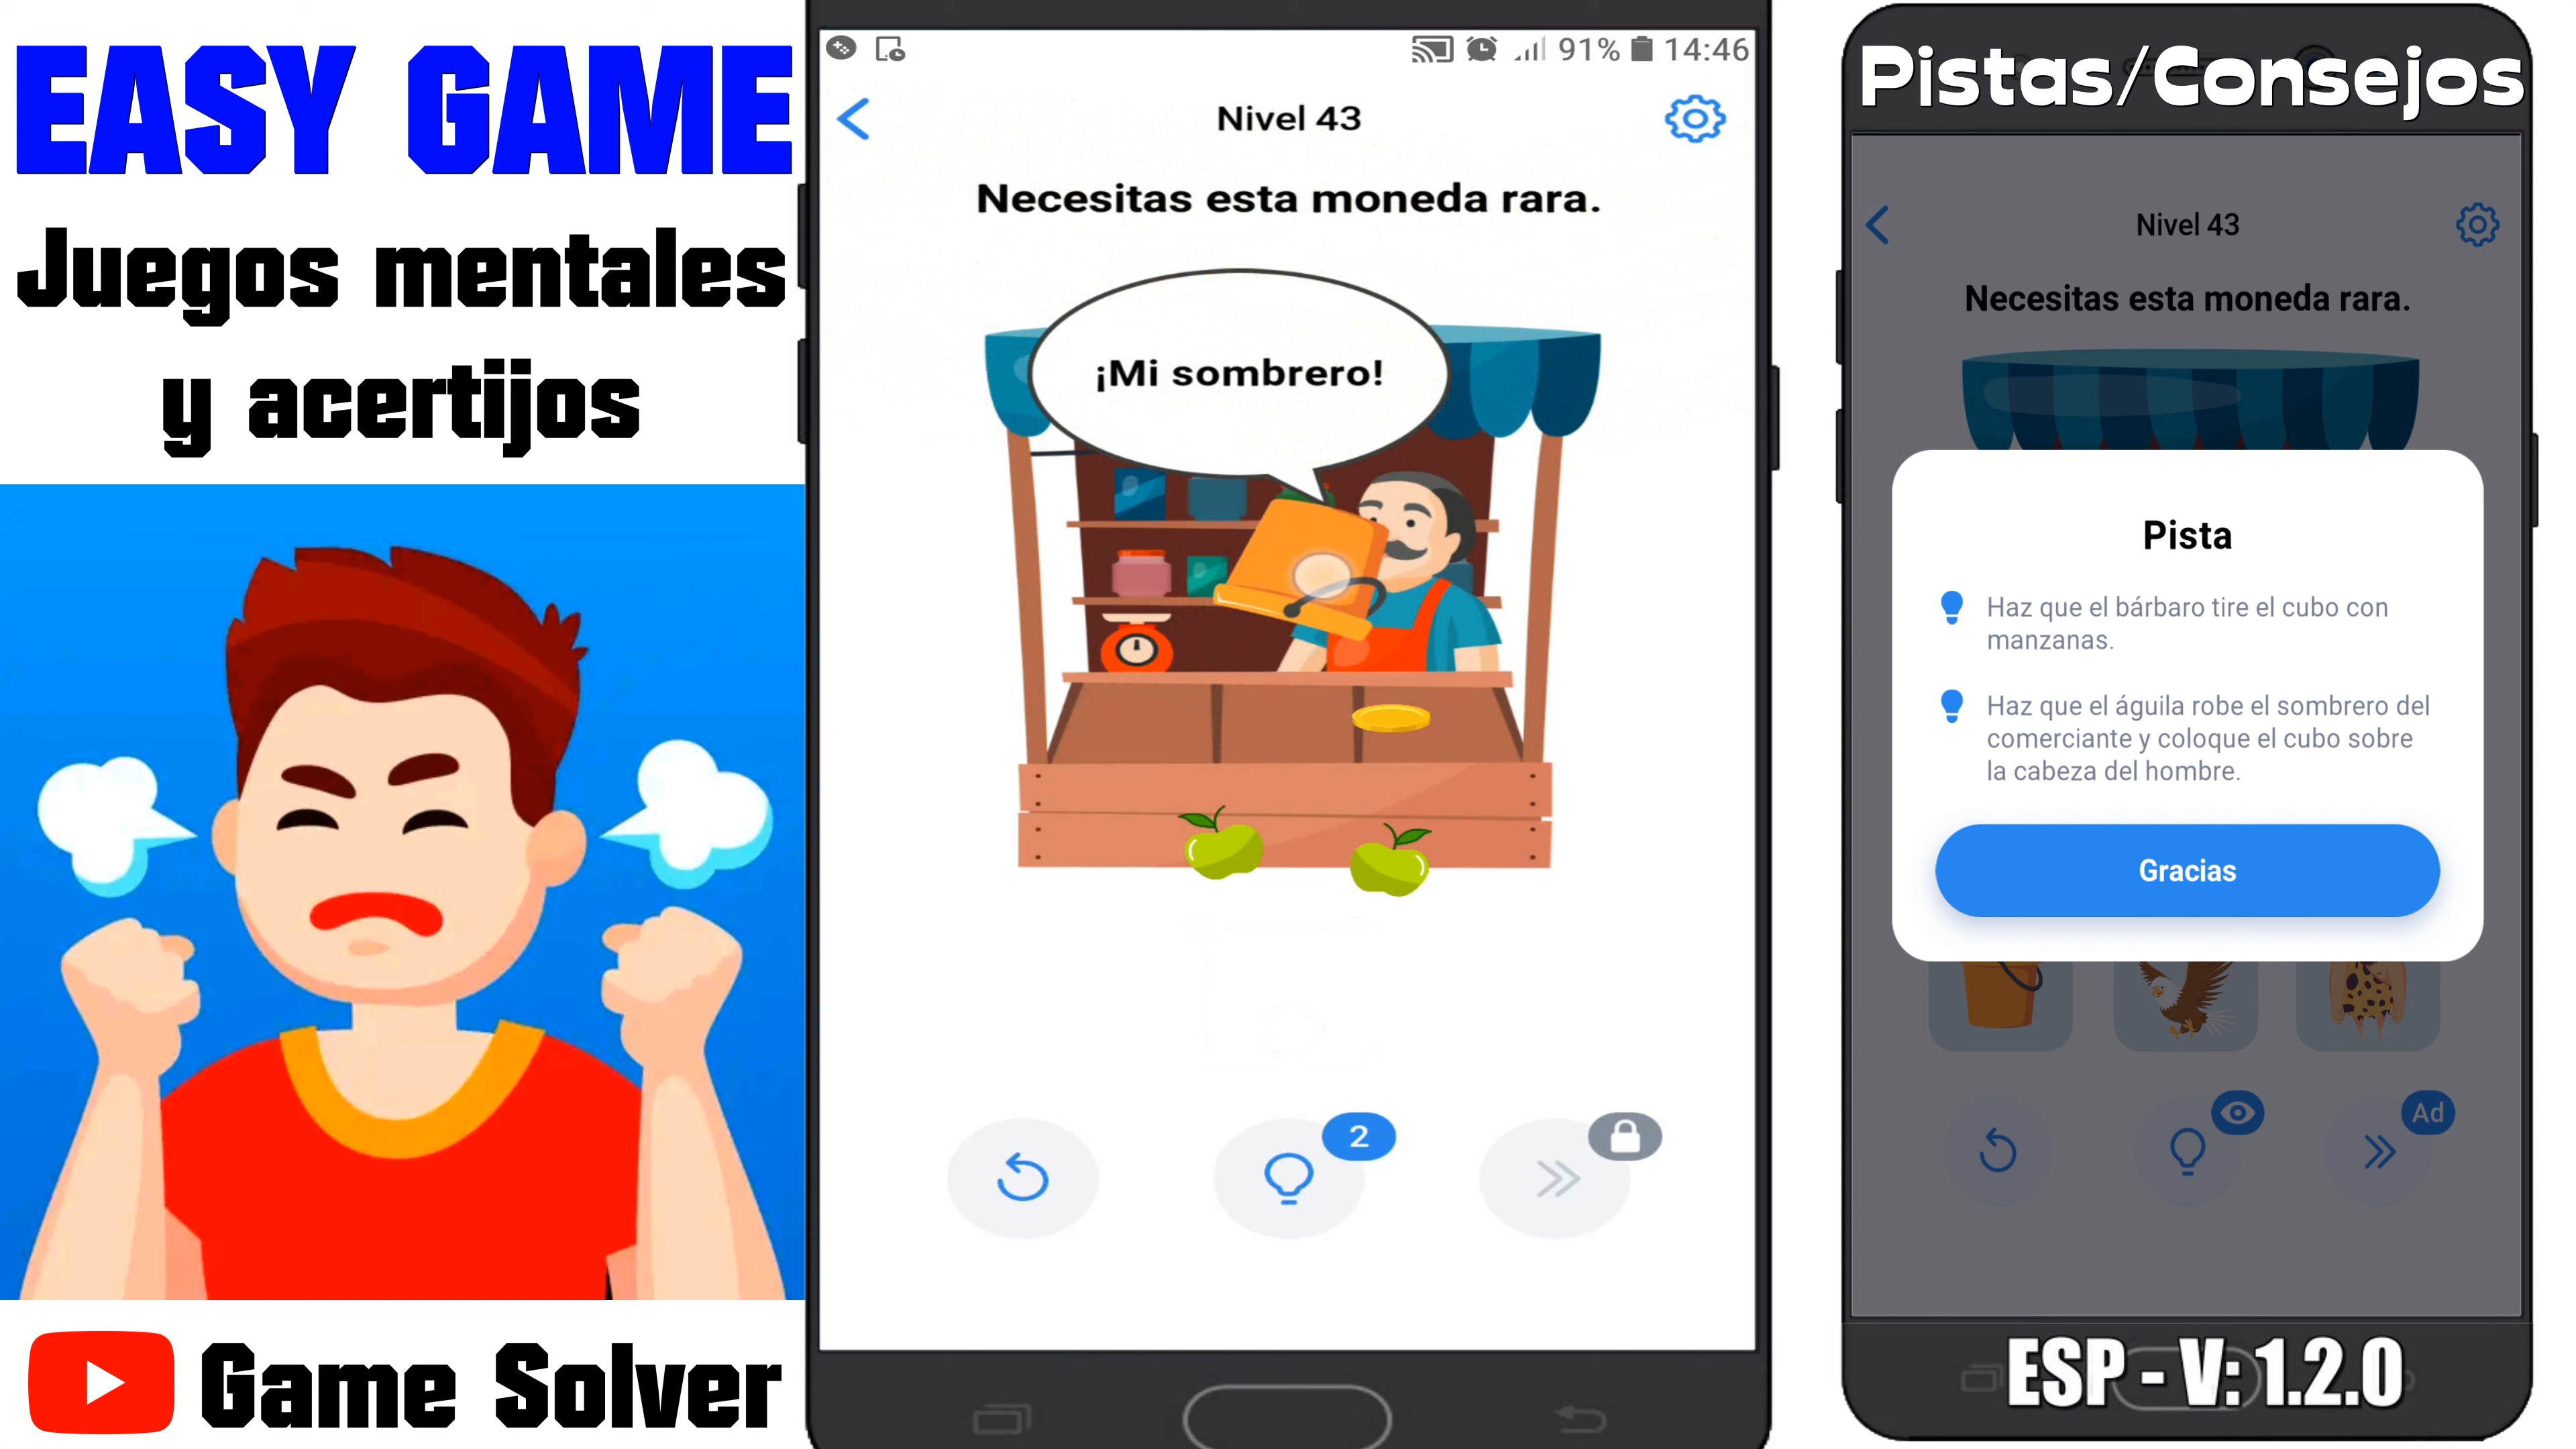 EASY GAME
Juegos mentales
y acertijos
Game Solver
91% 14:46
Nivel 43
Necesitas esta moneda rara.
¡Mi sombrero!
2
Pistas/Consejos
Nivel 43
Necesitas esta moneda rara.
Pista
Haz que el bárbaro tire el cubo con
manzanas.
Haz que el águila robe el sombrero del
comerciante y coloque el cubo sobre
la cabeza del hombre.
Gracias
Ad
ESP - V: 1.2.0